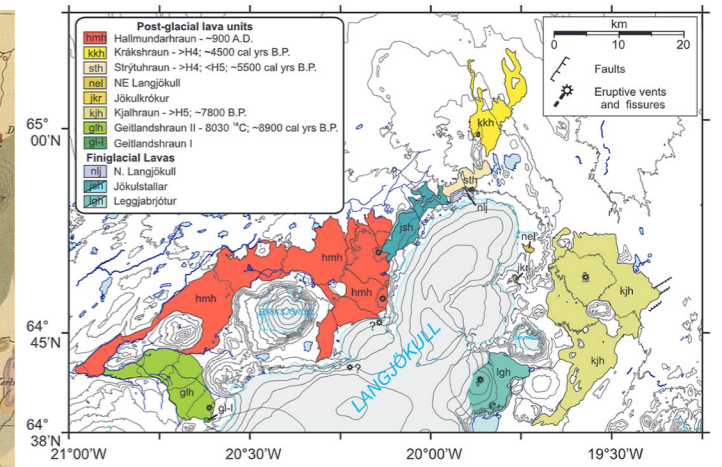 Post-glacial lava units
hmh Hallmundarhraun - ~900 A.D.
kkh Krákshraun - >H4; ~4500 cal yrs B.P.
sth Strýtuhraun - >H4; <H5; ~5500 cal yrs B.P.
nel NE Langjökull
jkr Jökulkrókur
kjh Kjalhraun - >H5; ~7800 B.P.
glh Geitlandshraun II - 8030 ¹⁴C; ~8900 cal yrs B.P.
gl-I Geitlandshraun I
Finiglacial Lavas
nlj N. Langjökull
jsh Jökulstallar
lgh Leggjabrjótur
km
0 10 20
Faults
Eruptive vents
and fissures
65°
00'N
kkh
sth
nlj
jsh
nel
jkr
hmh
hmh
hmh
kjh
kjh
EIRIKSJÖKULL
64°
45'N
?
?
LANGJÖKULL
lgh
glh
gl-I
64°
38'N
21°00'W 20°30'W 20°00'W 19°30'W